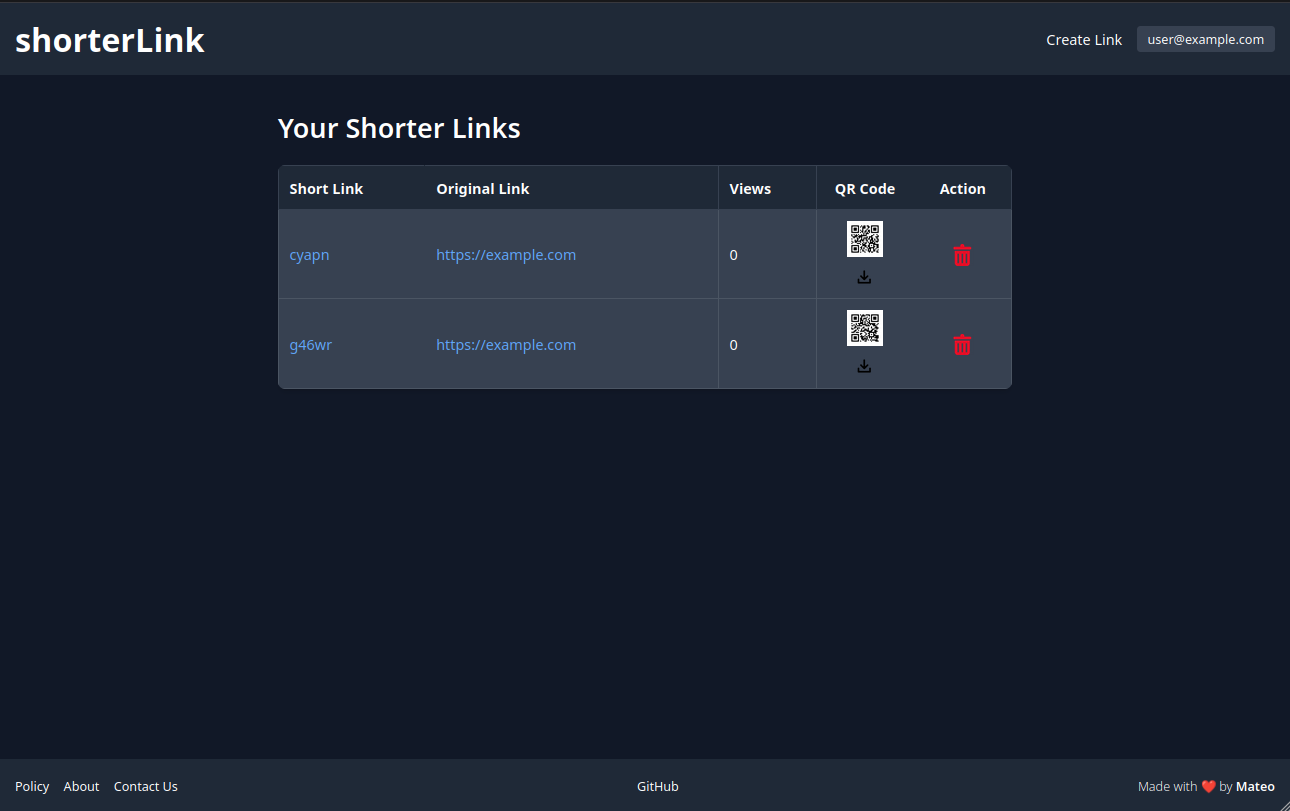 shorterLink
Create Link user@example.com
Your Shorter Links
Short Link Original Link Views QR Code Action
cyapn https://example.com 0
g46wr https://example.com 0
Policy About Contact Us GitHub Made with ❤️ by Mateo